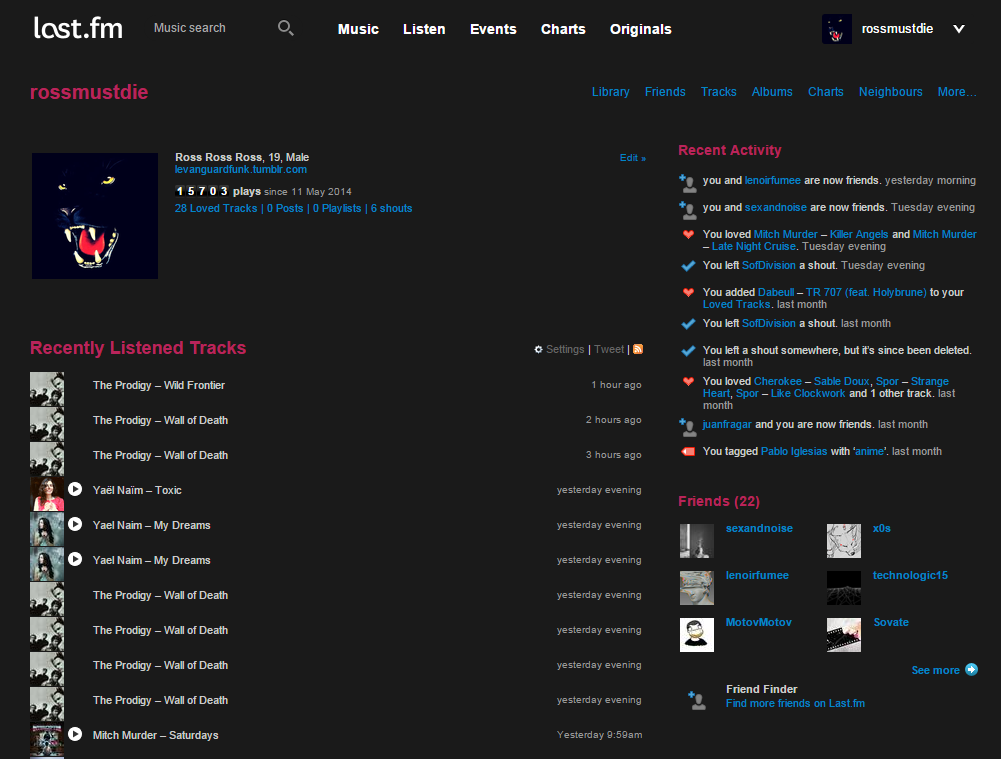 last.fm
Music search
Music Listen Events Charts Originals
rossmustdie
rossmustdie
Library Friends Tracks Albums Charts Neighbours More...
Ross Ross Ross, 19, Male
levanguardfunk.tumblr.com
15703 plays since 11 May 2014
28 Loved Tracks | 0 Posts | 0 Playlists | 6 shouts
Edit »
Recently Listened Tracks
Settings | Tweet |
The Prodigy – Wild Frontier 1 hour ago
The Prodigy – Wall of Death 2 hours ago
The Prodigy – Wall of Death 3 hours ago
Yaël Naïm – Toxic yesterday evening
Yael Naim – My Dreams yesterday evening
Yael Naim – My Dreams yesterday evening
The Prodigy – Wall of Death yesterday evening
The Prodigy – Wall of Death yesterday evening
The Prodigy – Wall of Death yesterday evening
The Prodigy – Wall of Death yesterday evening
Mitch Murder – Saturdays Yesterday 9:59am
Recent Activity
you and lenoirfumee are now friends. yesterday morning
you and sexandnoise are now friends. Tuesday evening
You loved Mitch Murder – Killer Angels and Mitch Murder
– Late Night Cruise. Tuesday evening
You left SofDivision a shout. Tuesday evening
You added Dabeull – TR 707 (feat. Holybrune) to your
Loved Tracks. last month
You left SofDivision a shout. last month
You left a shout somewhere, but it's since been deleted.
last month
You loved Cherokee – Sable Doux, Spor – Strange
Heart, Spor – Like Clockwork and 1 other track. last
month
juanfragar and you are now friends. last month
You tagged Pablo Iglesias with 'anime'. last month
Friends (22)
sexandnoise x0s
lenoirfumee technologic15
MotovMotov Sovate
See more
Friend Finder
Find more friends on Last.fm